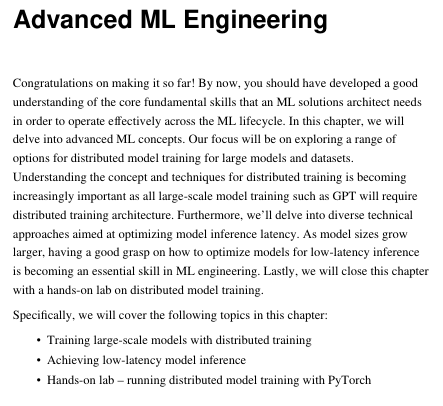 Advanced ML Engineering
Congratulations on making it so far! By now, you should have developed a good
understanding of the core fundamental skills that an ML solutions architect needs
in order to operate effectively across the ML lifecycle. In this chapter, we will
delve into advanced ML concepts. Our focus will be on exploring a range of
options for distributed model training for large models and datasets.
Understanding the concept and techniques for distributed training is becoming
increasingly important as all large-scale model training such as GPT will require
distributed training architecture. Furthermore, we’ll delve into diverse technical
approaches aimed at optimizing model inference latency. As model sizes grow
larger, having a good grasp on how to optimize models for low-latency inference
is becoming an essential skill in ML engineering. Lastly, we will close this chapter
with a hands-on lab on distributed model training.
Specifically, we will cover the following topics in this chapter:
• Training large-scale models with distributed training
• Achieving low-latency model inference
• Hands-on lab – running distributed model training with PyTorch